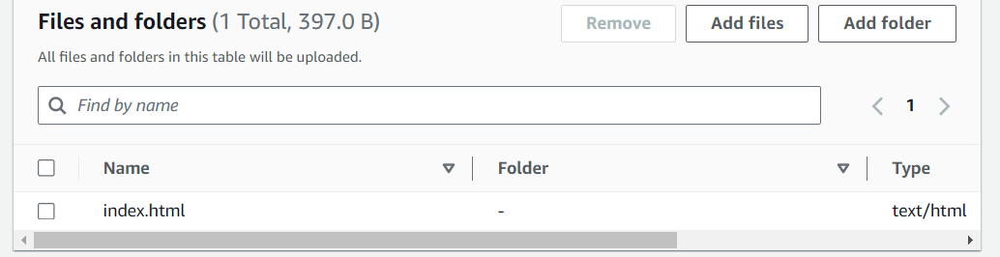 Files and folders (1 Total, 397.0 B)
Remove
Add files
Add folder
All files and folders in this table will be uploaded.
Find by name
1
Name
Folder
Type
index.html
-
text/html